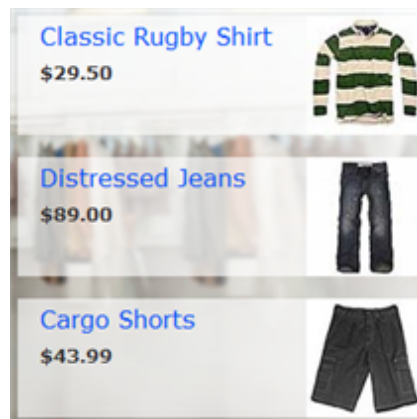 Classic Rugby Shirt
$29.50
Distressed Jeans
$89.00
Cargo Shorts
$43.99